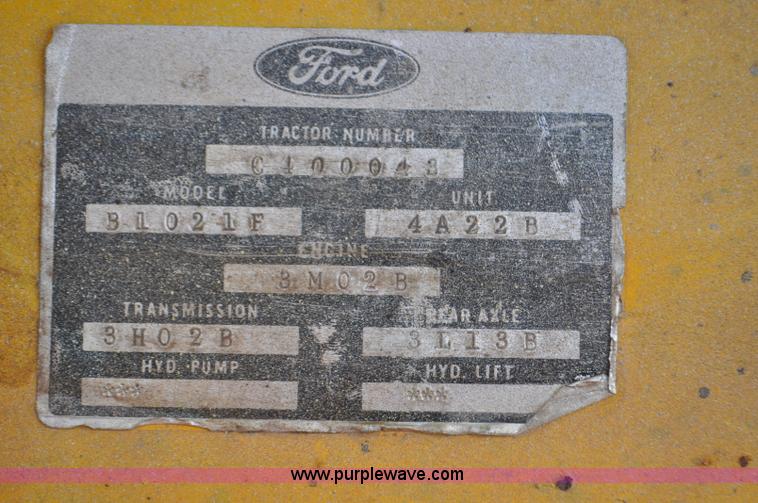 Ford
TRACTOR NUMBER
C400043
MODEL UNIT
B1021F 4A22B
ENGINE
3M02B
TRANSMISSION REAR AXLE
3H02B 3L13B
HYD PUMP HYD LIFT
*** ***
www.purplewave.com